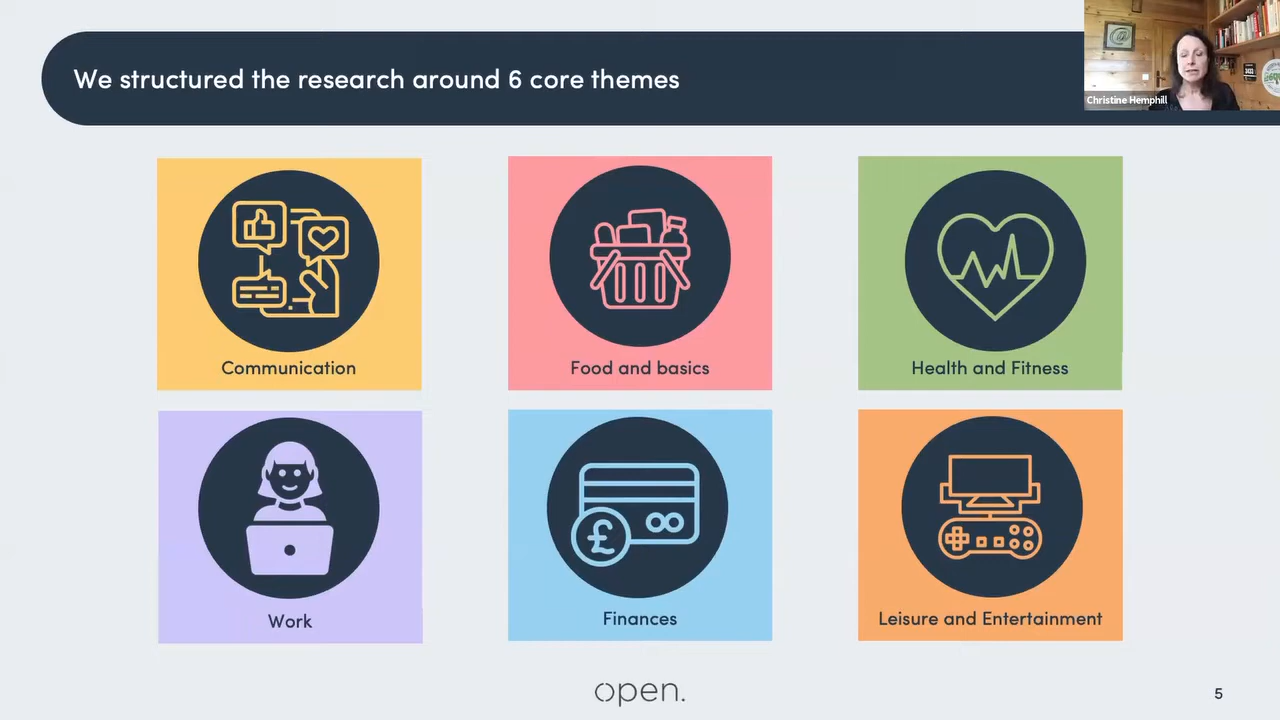 We structured the research around 6 core themes
Christine Hemphill
Communication
Food and basics
Health and Fitness
£
Work
Finances
Leisure and Entertainment
open.
5